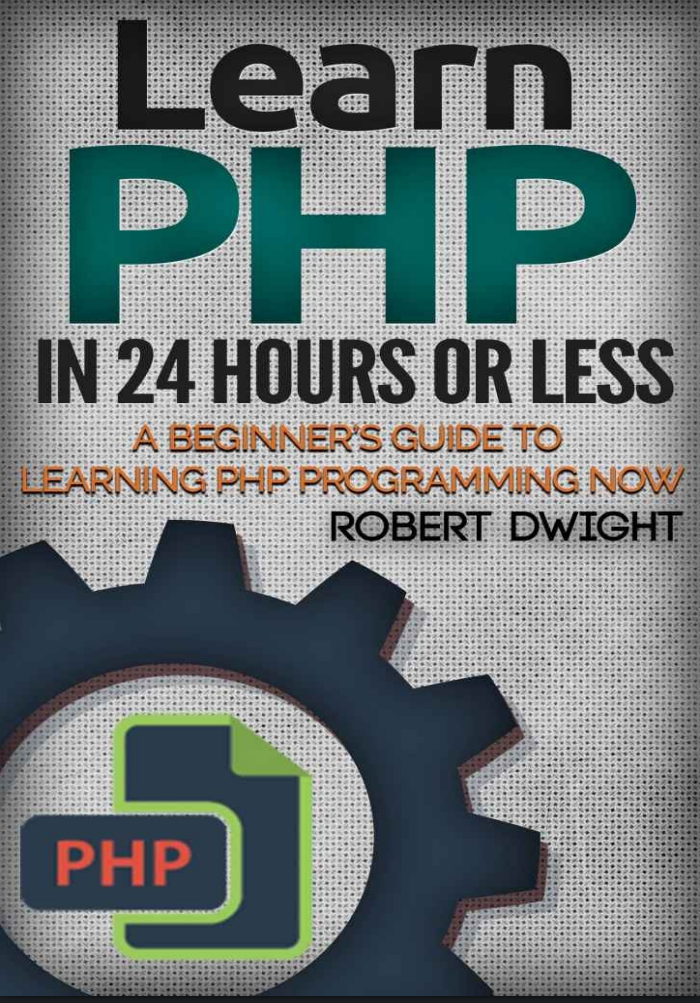 Learn
PHP
IN 24 HOURS OR LESS
A BEGINNER'S GUIDE TO
LEARNING PHP PROGRAMMING NOW
ROBERT DWIGHT
PHP